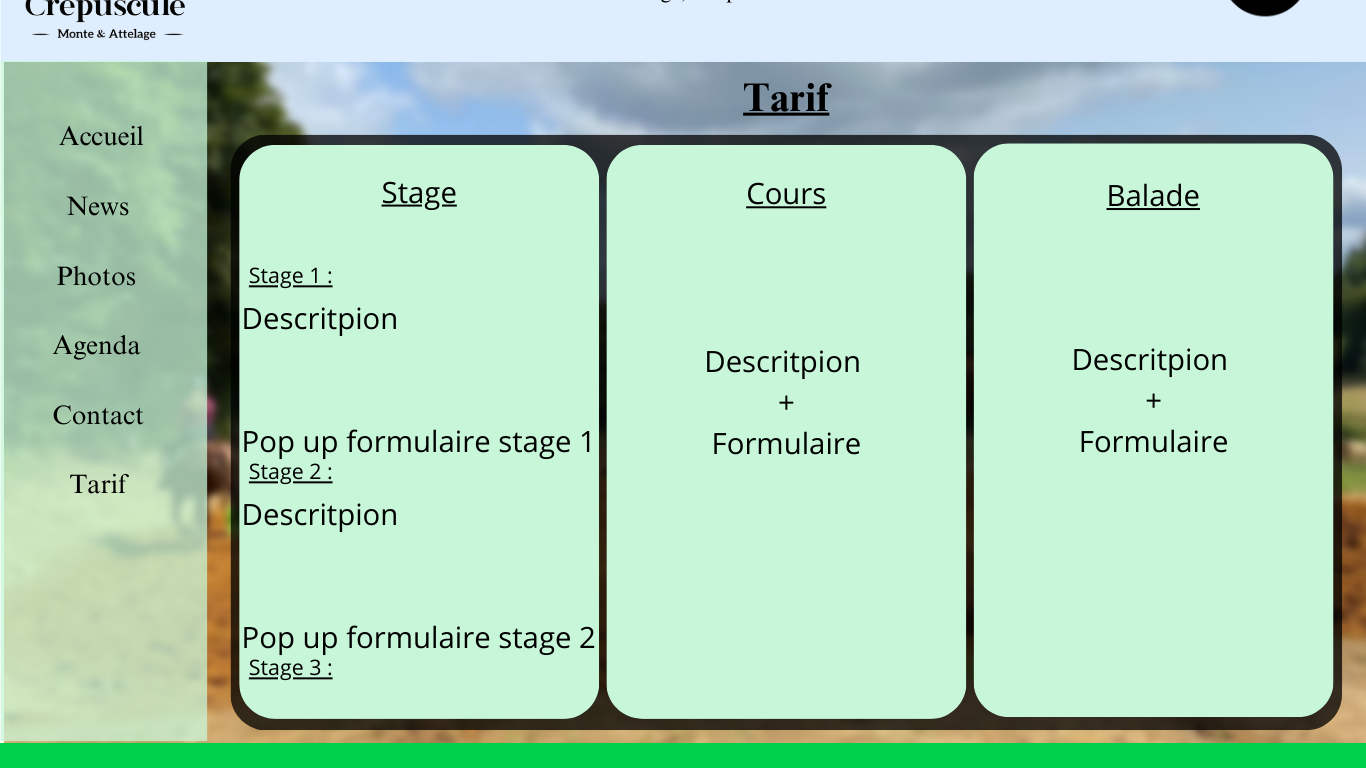 Crépuscule
Monte & Attelage
Tarif
Accueil
News
Photos
Agenda
Contact
Tarif
Stage
Stage 1 :
Descritpion
Pop up formulaire stage 1
Stage 2 :
Descritpion
Pop up formulaire stage 2
Stage 3 :
Cours
Descritpion
+
Formulaire
Balade
Descritpion
+
Formulaire